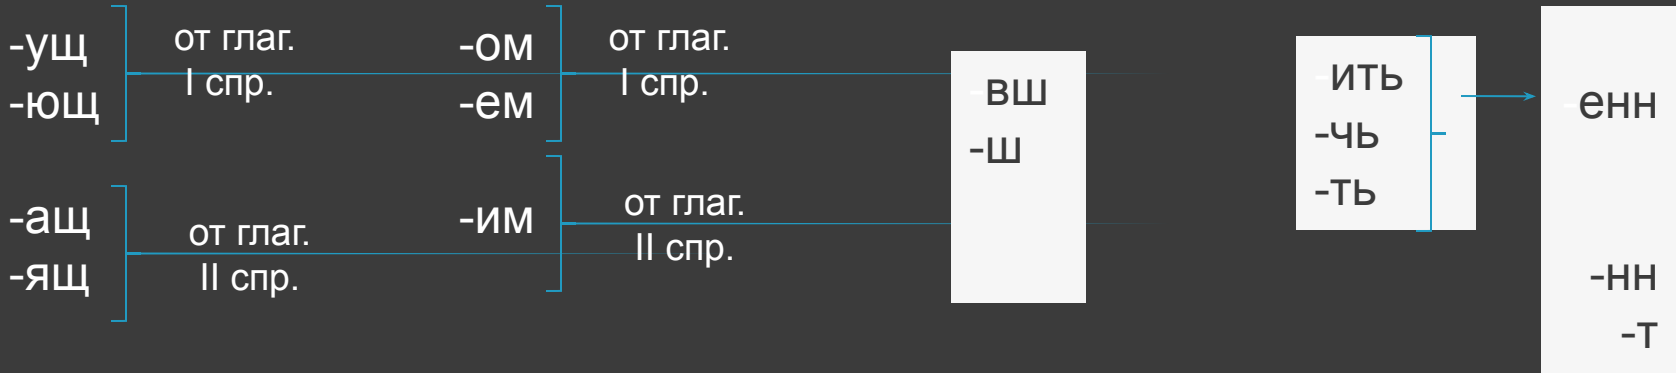 -ущ
-ющ
от глаг.
I спр.
-ом
-ем
от глаг.
I спр.
-вш
-ш
-ить
-чь
-ть
-енн
-ащ
-ящ
от глаг.
II спр.
-им
от глаг.
II спр.
-нн
-т